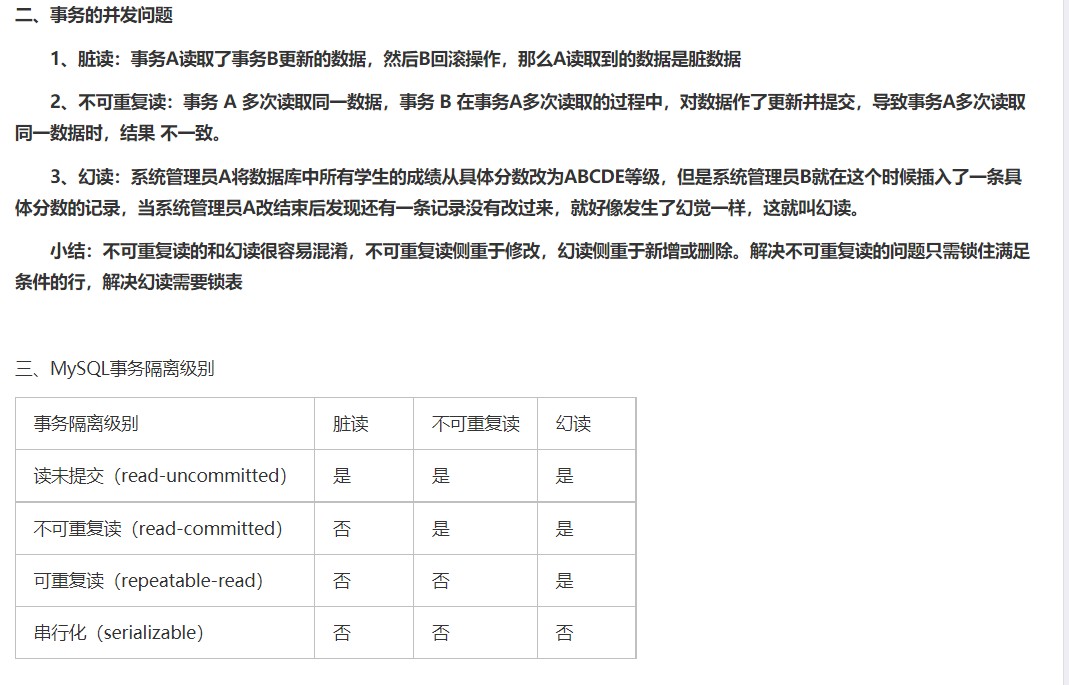 二、事务的并发问题
1、脏读：事务A读取了事务B更新的数据，然后B回滚操作，那么A读取到的数据是脏数据
2、不可重复读：事务 A 多次读取同一数据，事务 B 在事务A多次读取的过程中，对数据作了更新并提交，导致事务A多次读取
同一数据时，结果 不一致。
3、幻读：系统管理员A将数据库中所有学生的成绩从具体分数改为ABCDE等级，但是系统管理员B就在这个时候插入了一条具
体分数的记录，当系统管理员A改结束后发现还有一条记录没有改过来，就好像发生了幻觉一样，这就叫幻读。
小结：不可重复读的和幻读很容易混淆，不可重复读侧重于修改，幻读侧重于新增或删除。解决不可重复读的问题只需锁住满足
条件的行，解决幻读需要锁表
三、MySQL事务隔离级别
事务隔离级别 脏读 不可重复读 幻读
读未提交（read-uncommitted） 是 是 是
不可重复读（read-committed） 否 是 是
可重复读（repeatable-read） 否 否 是
串行化（serializable） 否 否 否